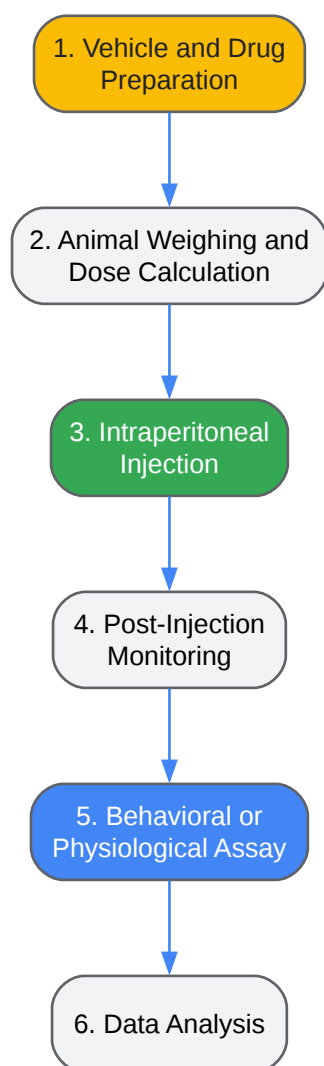 1. Vehicle and Drug
Preparation
2. Animal Weighing and
Dose Calculation
3. Intraperitoneal
Injection
4. Post-Injection
Monitoring
5. Behavioral or
Physiological Assay
6. Data Analysis